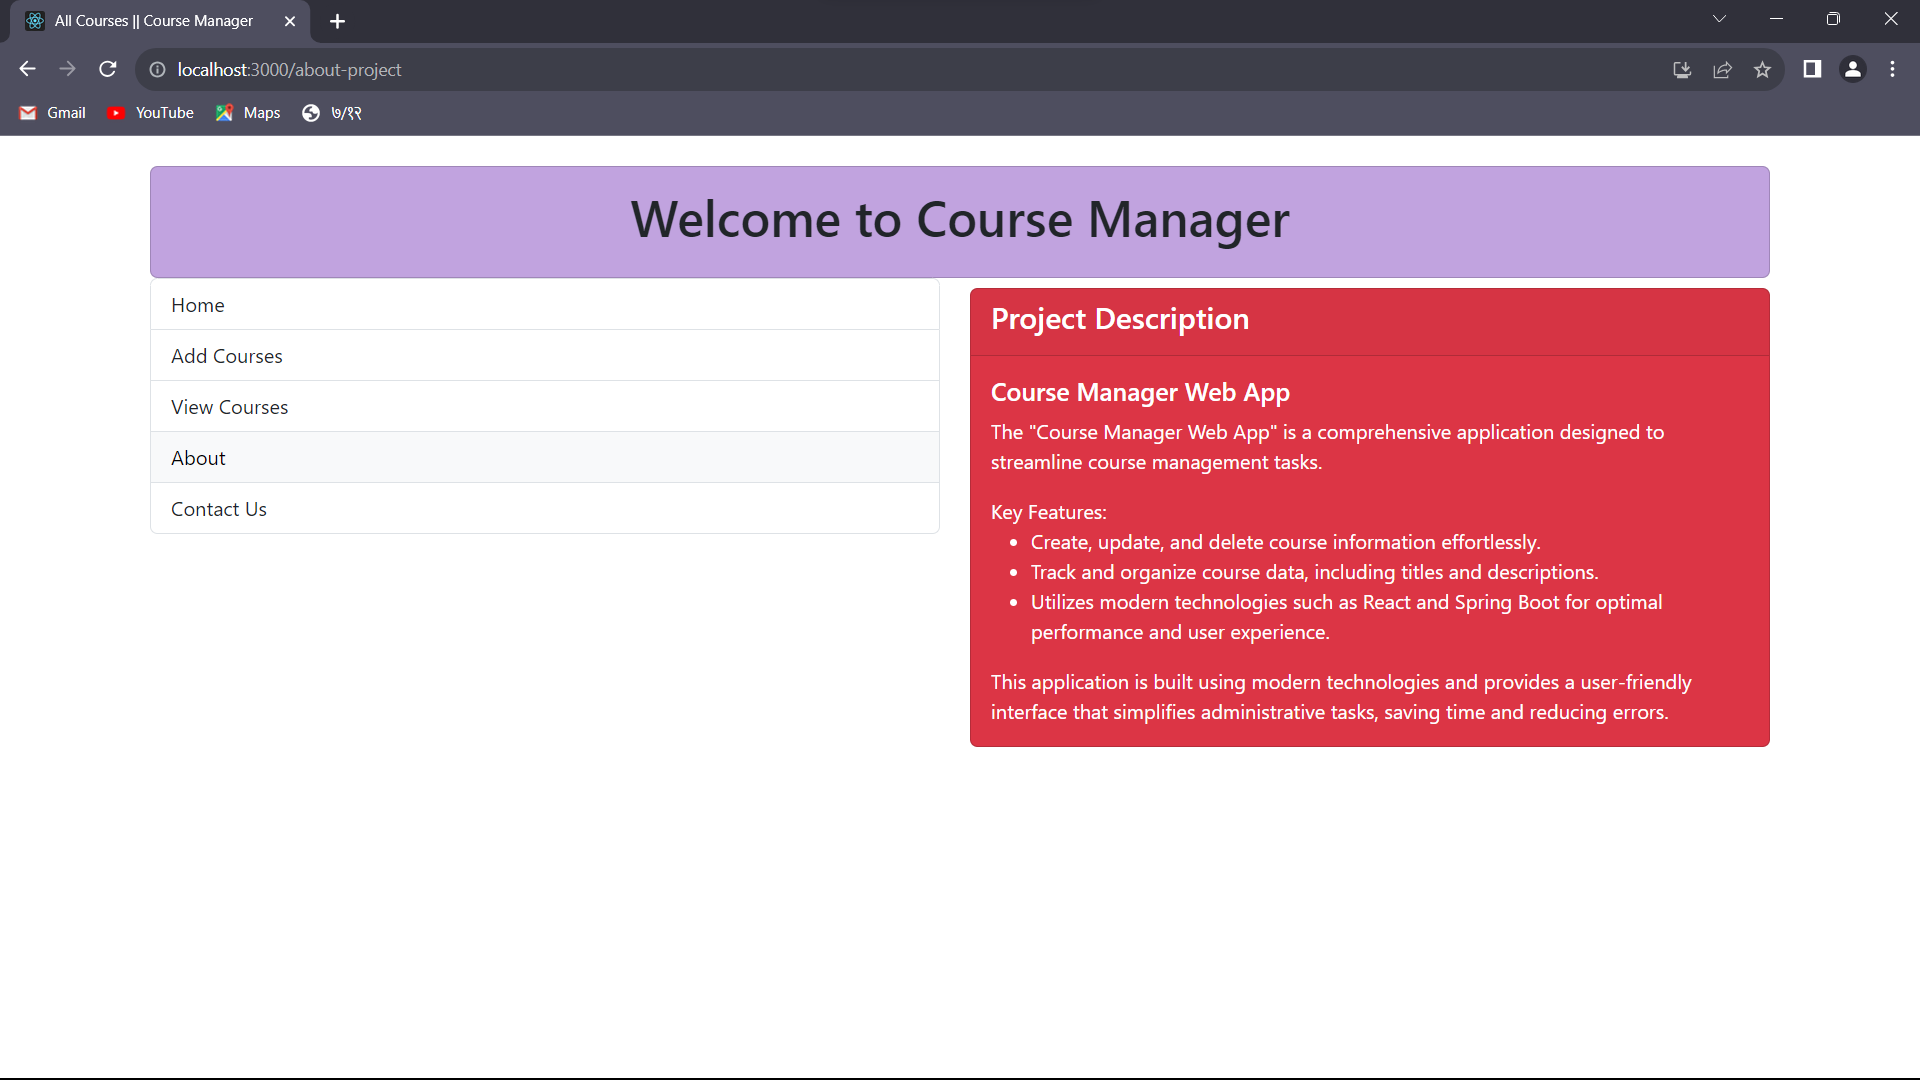 All Courses || Course Manager
localhost:3000/about-project
Gmail
YouTube
Maps
७/१२
Welcome to Course Manager
Home
Add Courses
View Courses
About
Contact Us
Project Description
Course Manager Web App
The "Course Manager Web App" is a comprehensive application designed to
streamline course management tasks.
Key Features:
• Create, update, and delete course information effortlessly.
• Track and organize course data, including titles and descriptions.
• Utilizes modern technologies such as React and Spring Boot for optimal
performance and user experience.
This application is built using modern technologies and provides a user-friendly
interface that simplifies administrative tasks, saving time and reducing errors.